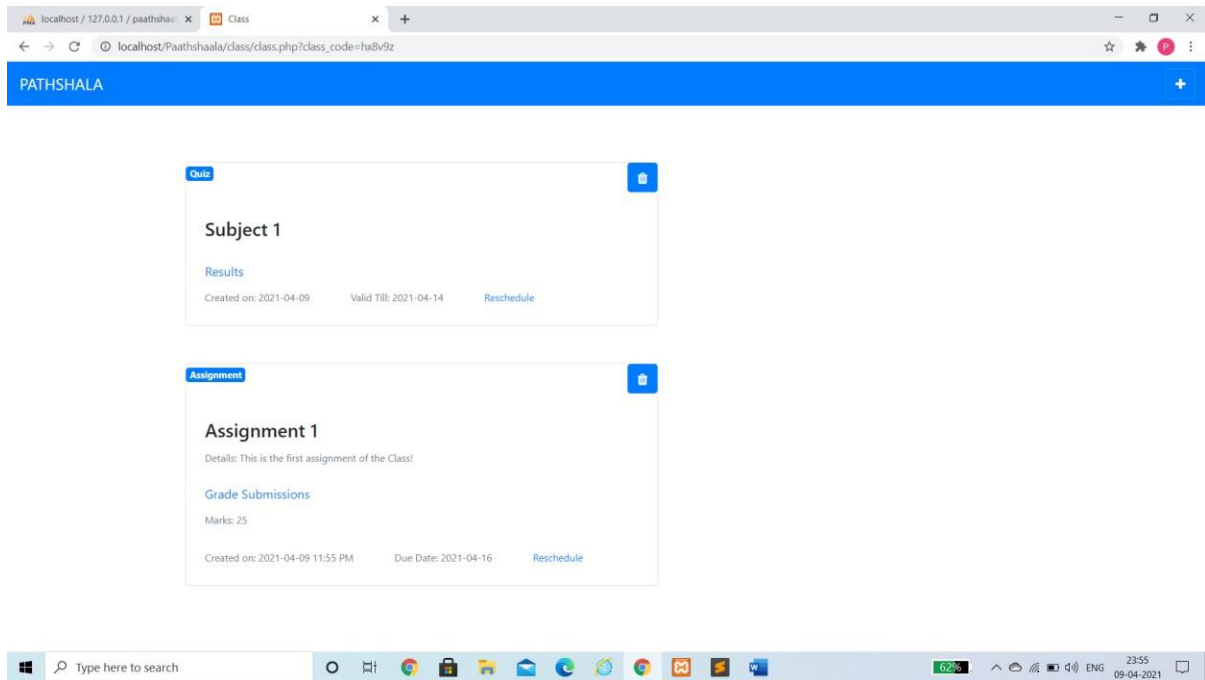 localhost / 127.0.0.1 / paathshaal
Class
localhost/Paathshaala/class/class.php?class_code=hx8v9z
P
PATHSHALA
Quiz
Subject 1
Results
Created on: 2021-04-09 Valid Till: 2021-04-14 Reschedule
Assignment
Assignment 1
Details: This is the first assignment of the Class!
Grade Submissions
Marks: 25
Created on: 2021-04-09 11:55 PM Due Date: 2021-04-16 Reschedule
Type here to search
62%
ENG
23:55
09-04-2021